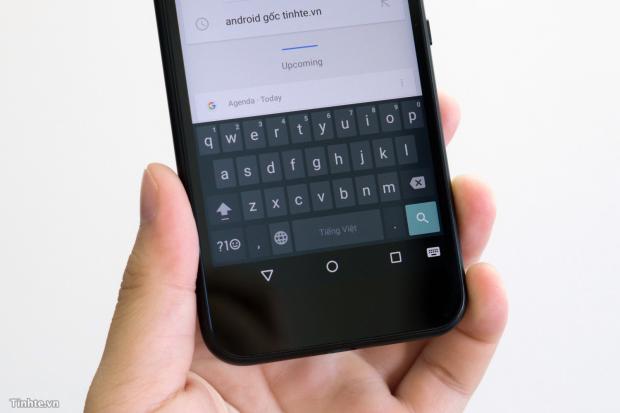 android gốc tinhte.vn
Upcoming
G Agenda · Today
1 2 3 4 5 6 7 8 9 0
q w e r t y u i o p
a s d f g h j k l
z x c v b n m
?1☺ , Tiếng Việt .
Tinhte.vn